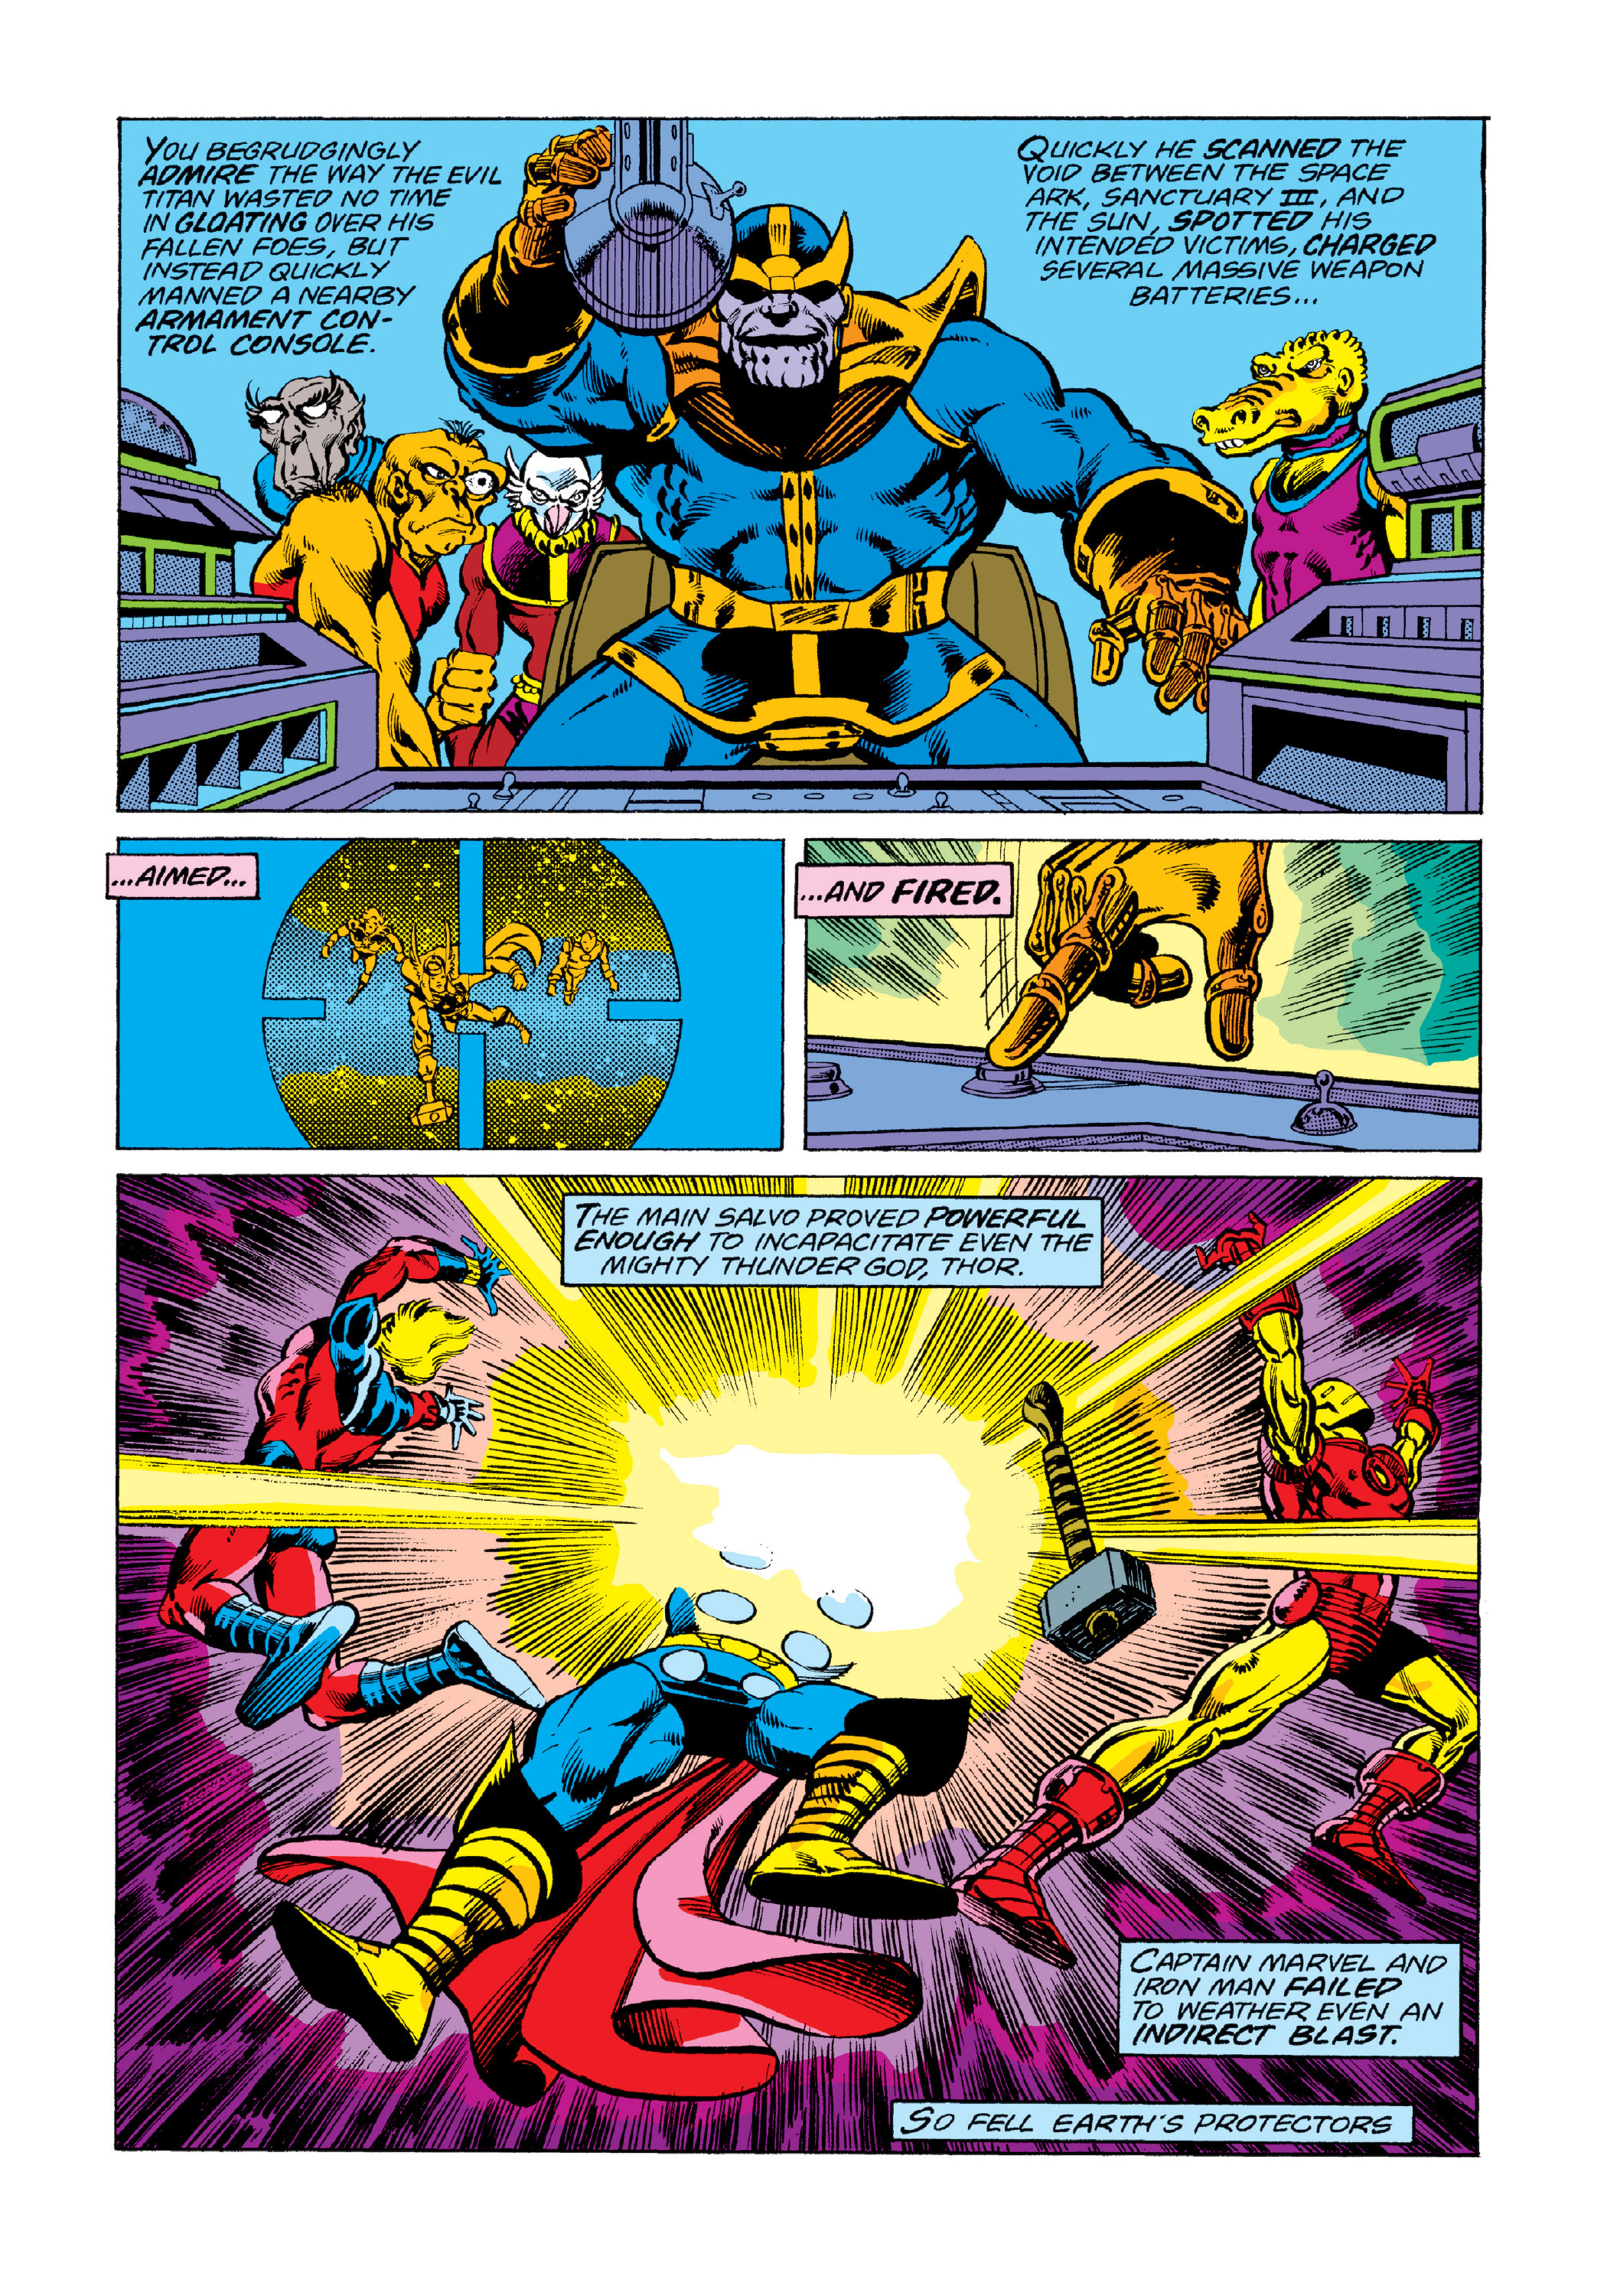 YOU BEGRUDGINGLY
ADMIRE THE WAY THE EVIL
TITAN WASTED NO TIME
IN GLOATING OVER HIS
FALLEN FOES, BUT
INSTEAD QUICKLY
MANNED A NEARBY
ARMAMENT CON-
TROL CONSOLE.
QUICKLY HE SCANNED THE
VOID BETWEEN THE SPACE
ARK, SANCTUARY III, AND
THE SUN, SPOTTED HIS
INTENDED VICTIMS, CHARGED
SEVERAL MASSIVE WEAPON
BATTERIES...
...AIMED...
...AND FIRED.
THE MAIN SALVO PROVED POWERFUL
ENOUGH TO INCAPACITATE EVEN THE
MIGHTY THUNDER GOD, THOR.
CAPTAIN MARVEL AND
IRON MAN FAILED
TO WEATHER EVEN AN
INDIRECT BLAST.
SO FELL EARTH'S PROTECTORS